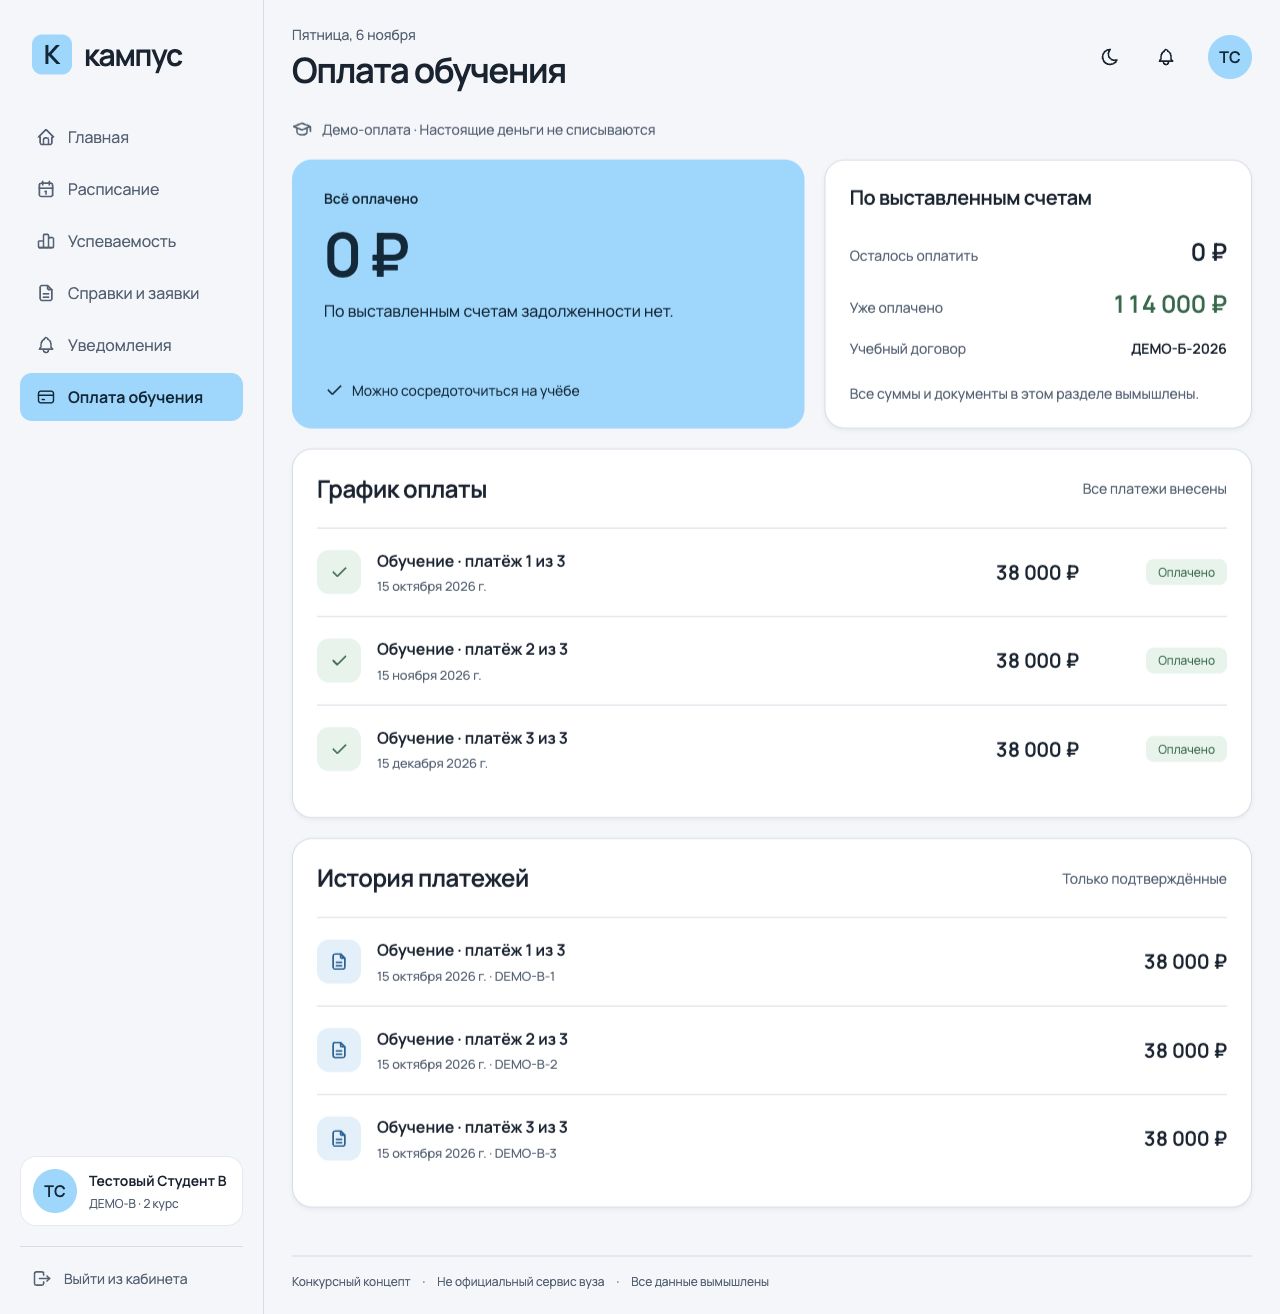 К кампус
Главная
Расписание
Успеваемость
Справки и заявки
Уведомления
Оплата обучения
Тестовый Студент В
ТС
ДЕМО-В · 2 курс
Выйти из кабинета
Пятница, 6 ноября
Оплата обучения
ТС
Демо-оплата · Настоящие деньги не списываются
Всё оплачено
0 ₽
По выставленным счетам задолженности нет.
Можно сосредоточиться на учёбе
По выставленным счетам
Осталось оплатить 0 ₽
Уже оплачено 114 000 ₽
Учебный договор ДЕМО-Б-2026
Все суммы и документы в этом разделе вымышлены.
График оплаты Все платежи внесены
Обучение · платёж 1 из 3
15 октября 2026 г.
38 000 ₽ Оплачено
Обучение · платёж 2 из 3
15 ноября 2026 г.
38 000 ₽ Оплачено
Обучение · платёж 3 из 3
15 декабря 2026 г.
38 000 ₽ Оплачено
История платежей Только подтверждённые
Обучение · платёж 1 из 3
15 октября 2026 г. · DEMO-B-1
38 000 ₽
Обучение · платёж 2 из 3
15 октября 2026 г. · DEMO-B-2
38 000 ₽
Обучение · платёж 3 из 3
15 октября 2026 г. · DEMO-B-3
38 000 ₽
Конкурсный концепт · Не официальный сервис вуза · Все данные вымышлены